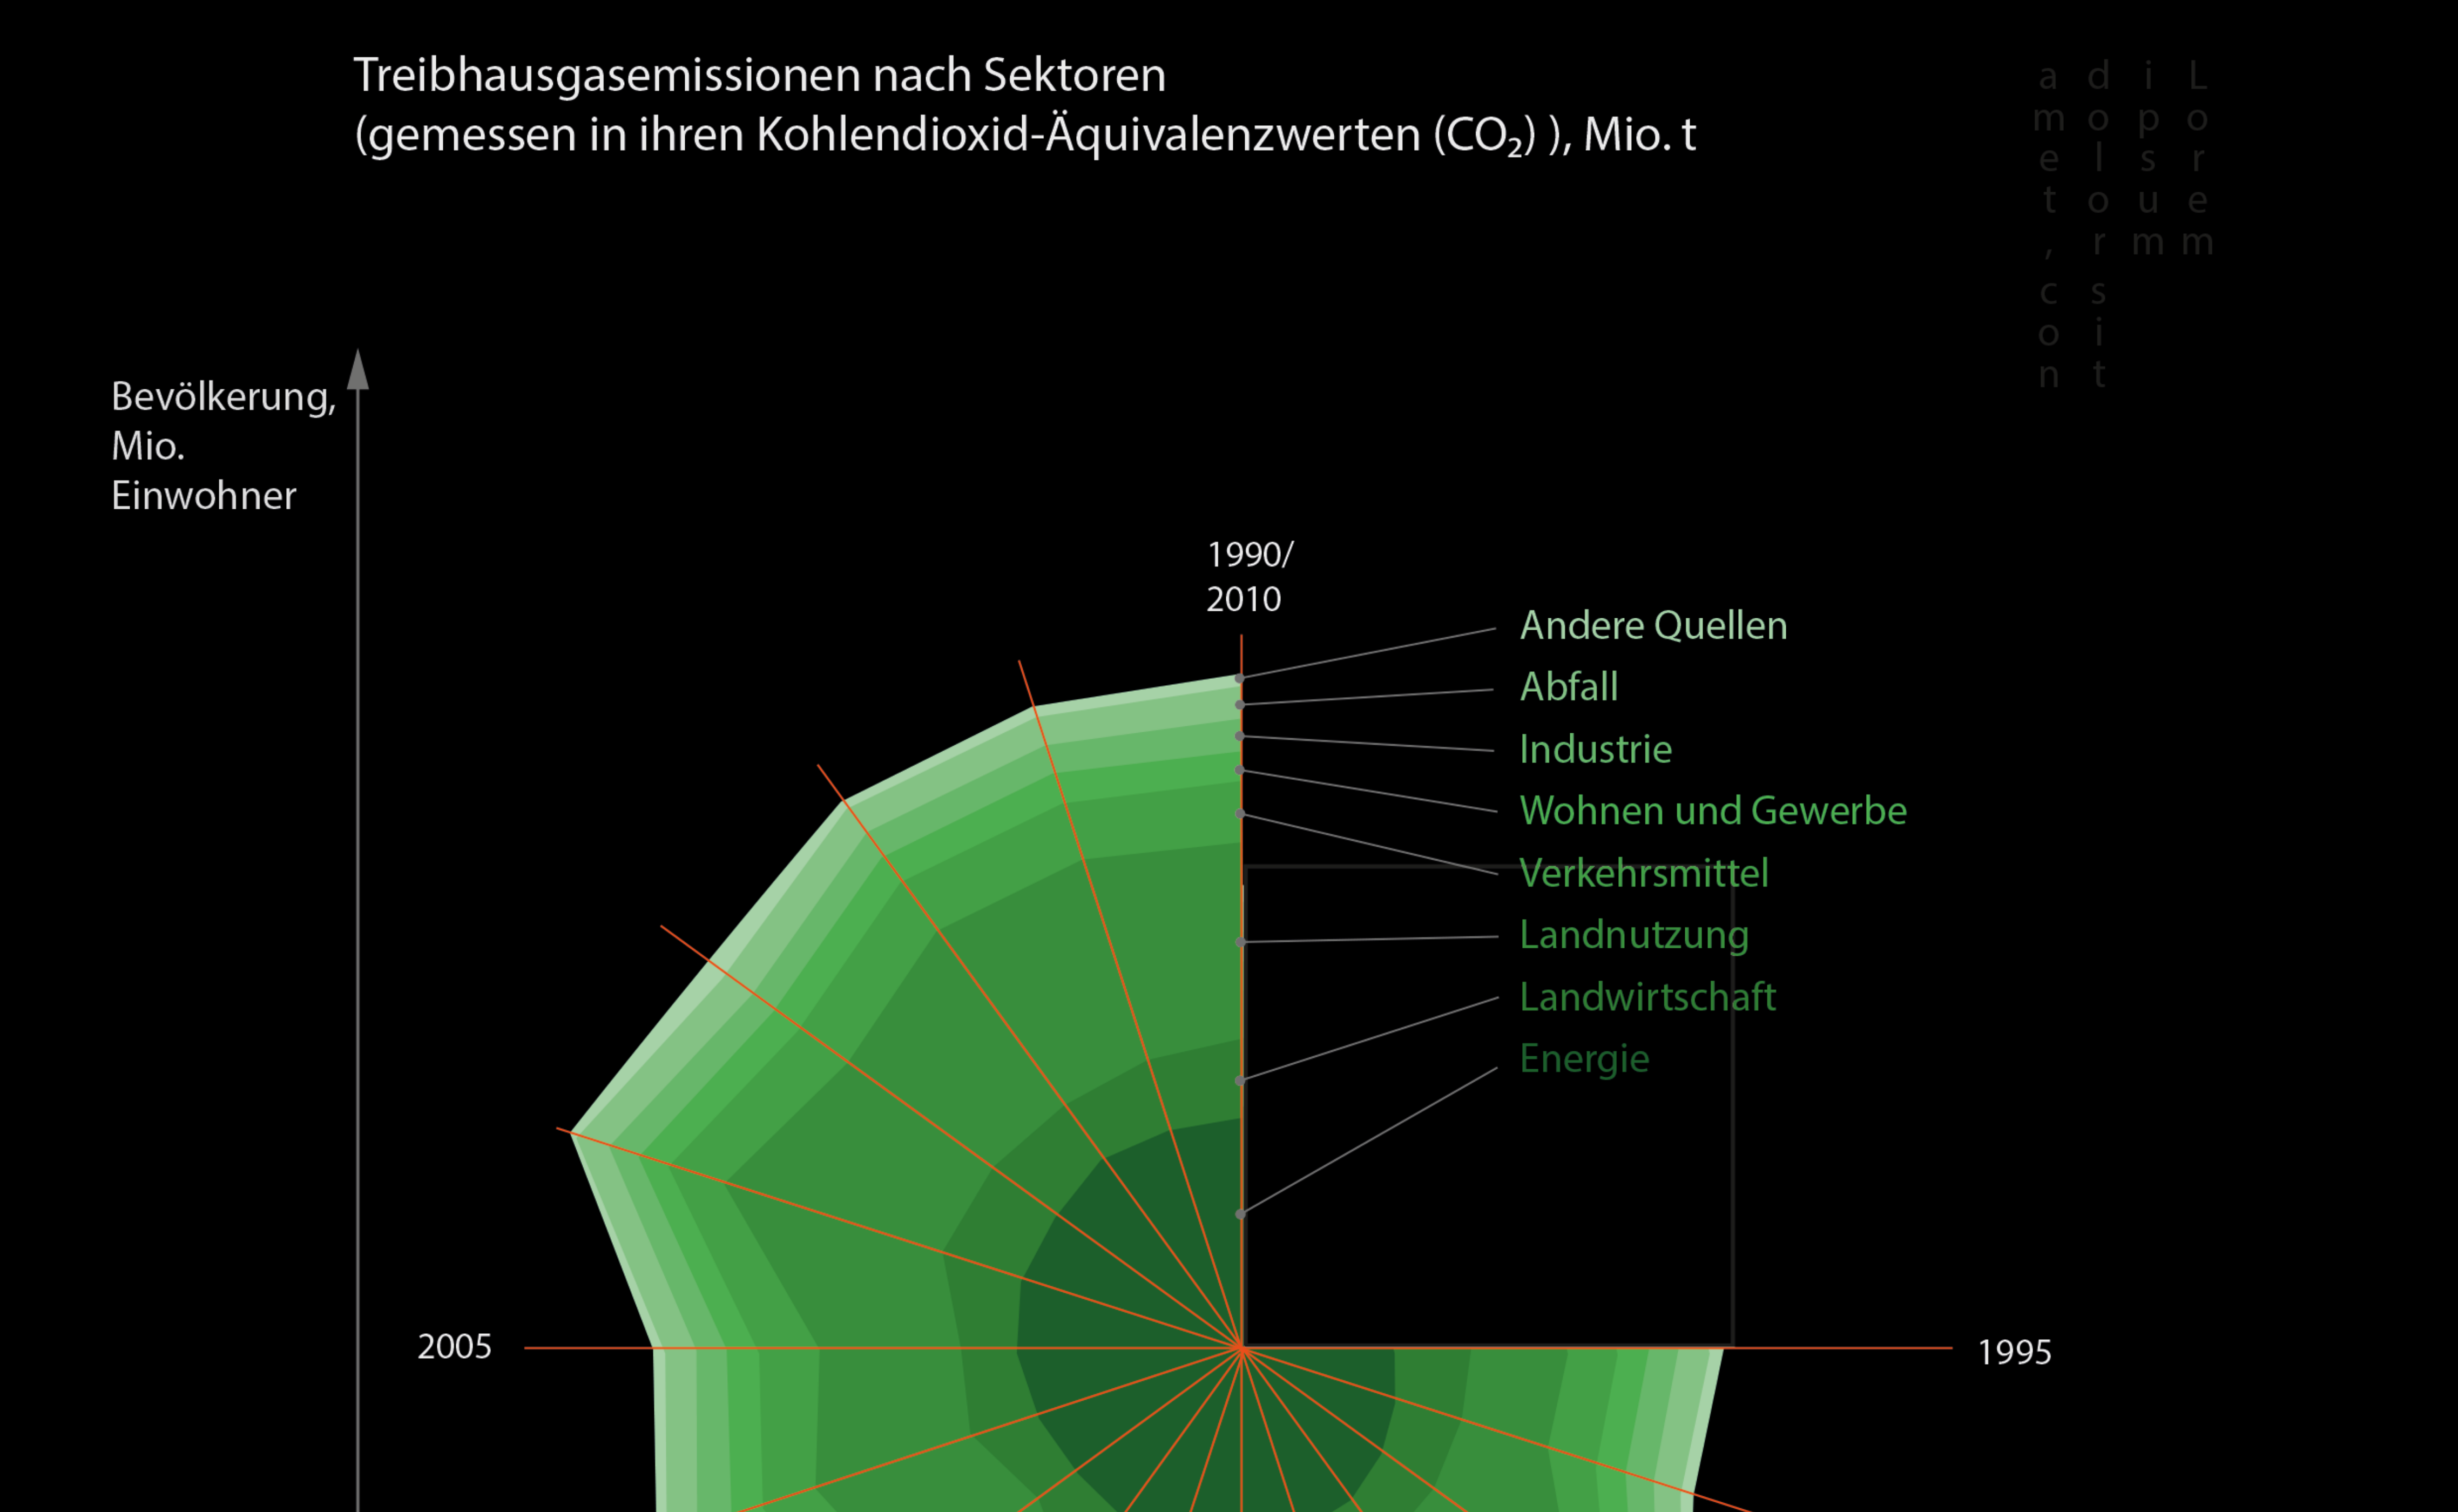 Treibhausgasemissionen nach Sektoren
(gemessen in ihren Kohlendioxid-Äquivalenzwerten (CO₂) ), Mio. t
Lorem
ipsum
dolor sit
amet, con
Bevölkerung,
Mio.
Einwohner
1990/
2010
Andere Quellen
Abfall
Industrie
Wohnen und Gewerbe
Verkehrsmittel
Landnutzung
Landwirtschaft
Energie
2005
1995